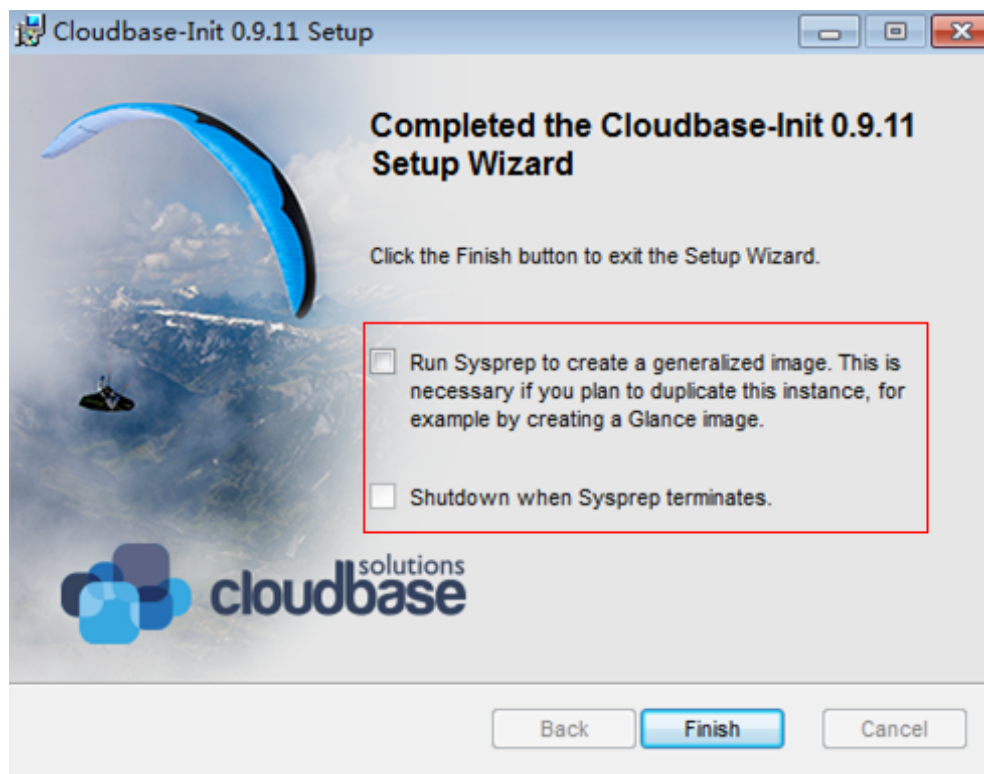 Cloudbase-Init 0.9.11 Setup
Completed the Cloudbase-Init 0.9.11
Setup Wizard
Click the Finish button to exit the Setup Wizard.
Run Sysprep to create a generalized image. This is
necessary if you plan to duplicate this instance, for
example by creating a Glance image.
Shutdown when Sysprep terminates.
solutions
cloudbase
Back
Finish
Cancel